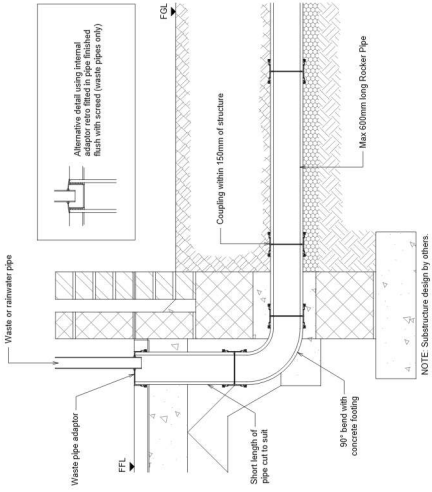 Waste or rainwater pipe
Waste pipe adaptor
FFL
Short length of
pipe cut to suit
90° bend with
concrete footing
Alternative detail using internal
adaptor retro fitted in pipe finished
flush with screed (waste pipes only)
FGL
Coupling within 150mm of structure
Max 600mm long Rocker Pipe
NOTE: Substructure design by others.